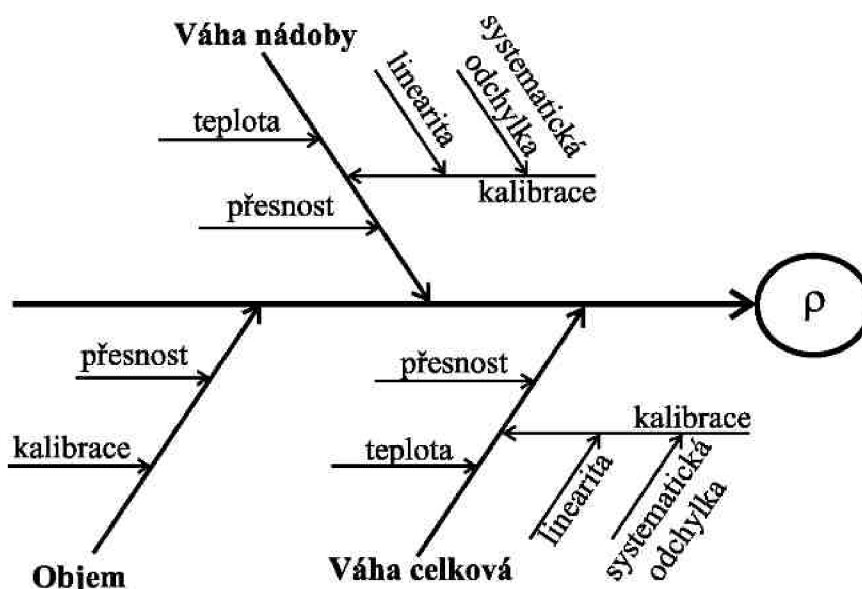 Váha nádoby
teplota
přesnost
linearita
systematická
odchylka
kalibrace
ρ
přesnost
kalibrace
Objem
přesnost
teplota
Váha celková
kalibrace
linearita
systematická
odchylka